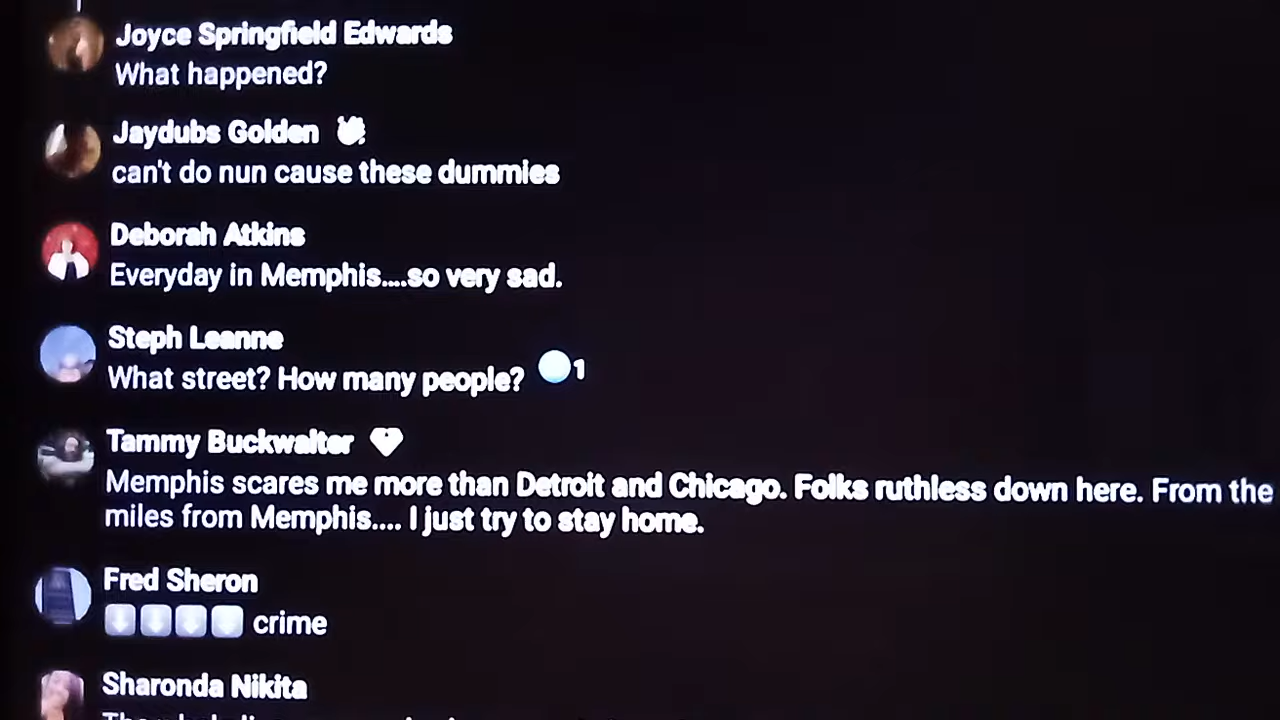 Joyce Springfield Edwards
What happened?
Jaydubs Golden
can't do nun cause these dummies
Deborah Atkins
Everyday in Memphis....so very sad.
Steph Leanne
What street? How many people? 1
Tammy Buckwalter
Memphis scares me more than Detroit and Chicago. Folks ruthless down here. From the
miles from Memphis.... I just try to stay home.
Fred Sheron
crime
Sharonda Nikita